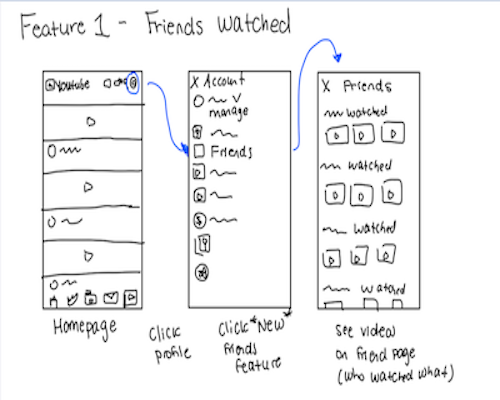 Feature 1 - Friends Watched
Youtube
X Account
manage
Friends
X Friends
watched
watched
watched
watched
Homepage
Click
profile
Click *New*
friends
feature
see videos
on friend page
(who watched what)